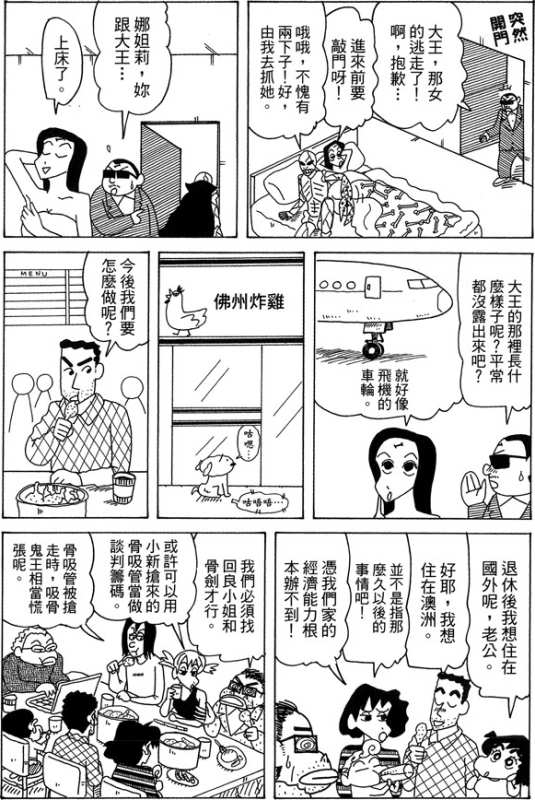 突然
開門
大王，那女
的逃走了！
啊，抱歉…
進來前要
敲門呀！
哦哦，不愧有
兩下子！好，
由我去抓她。
娜妲莉，妳
跟大王…
上床了。
大王的那裡長什
麼樣子呢？平常
都沒露出來吧？
就好像
飛機的
車輪。
佛州炸雞
咕嗯…
咕唔唔…
今後我們要
怎麼做呢？
MENU
退休後我想住在
國外呢，老公。
好耶，我想
住在澳洲。
並不是指那
麼久以後的
事情吧！
憑我們家的
經濟能力根
本辦不到！
我們必須找
回良小姐和
骨劍才行。
或許可以用
小新搶來的
骨吸管當做
談判籌碼。
骨吸管被搶
走時，吸骨
鬼王相當慌
張呢。